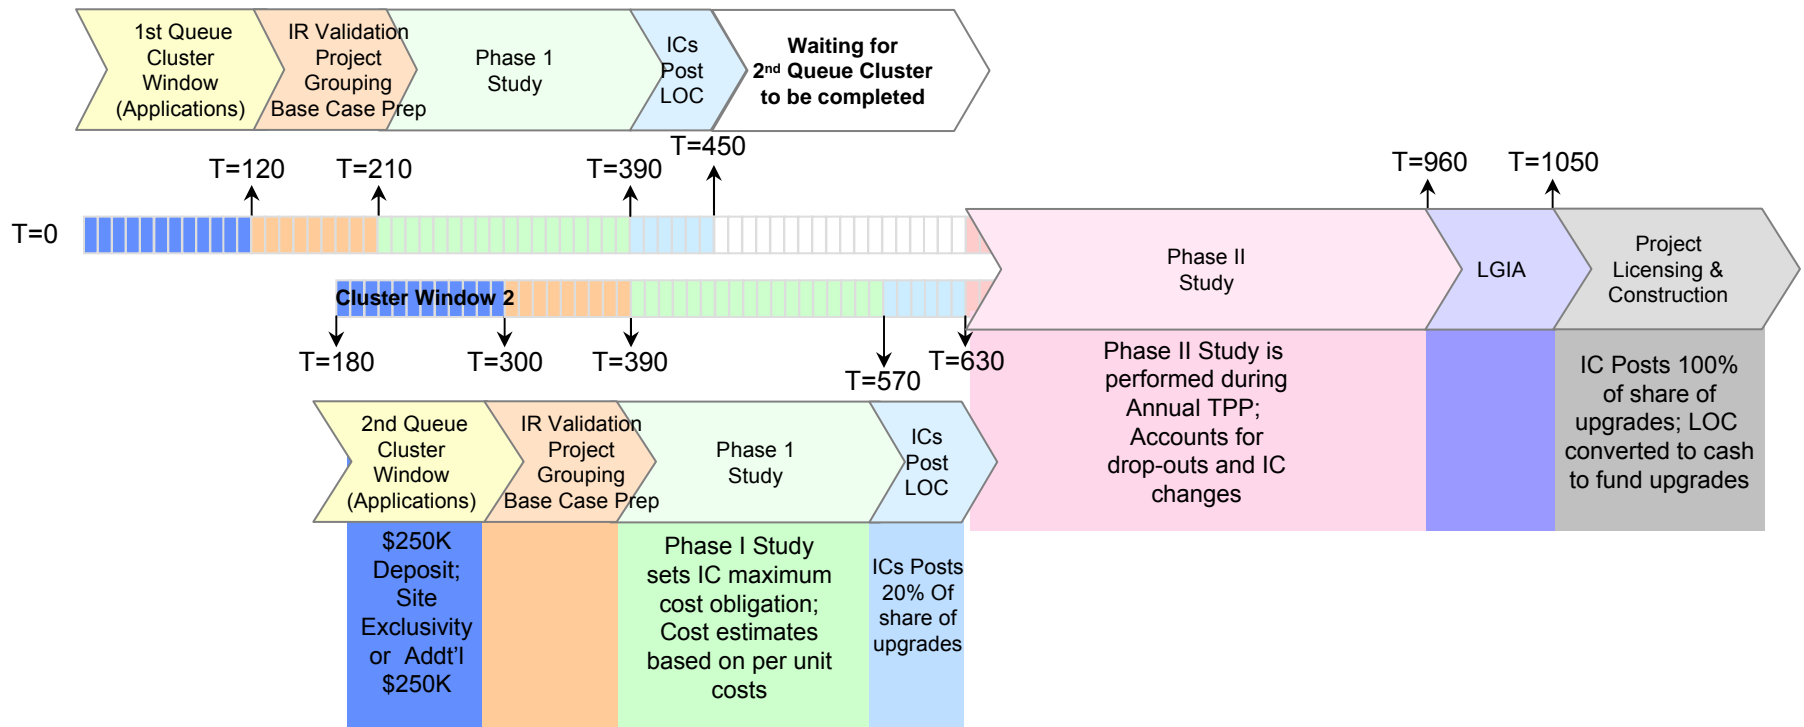 1st Queue
Cluster
Window
(Applications)
IR Validation
Project
Grouping
Base Case Prep
Phase 1
Study
ICs
Post
LOC
Waiting for
2nd Queue Cluster
to be completed
T=120
T=210
T=390
T=450
T=960
T=1050
T=0
Phase II
Study
LGIA
Project
Licensing &
Construction
Cluster Window 2
T=180
T=300
T=390
T=570
T=630
Phase II Study is
performed during
Annual TPP;
Accounts for
drop-outs and IC
changes
IC Posts 100%
of share of
upgrades; LOC
converted to cash
to fund upgrades
2nd Queue
Cluster
Window
(Applications)
IR Validation
Project
Grouping
Base Case Prep
Phase 1
Study
ICs
Post
LOC
$250K
Deposit;
Site
Exclusivity
or Addt'l
$250K
Phase I Study
sets IC maximum
cost obligation;
Cost estimates
based on per unit
costs
ICs Posts
20% Of
share of
upgrades